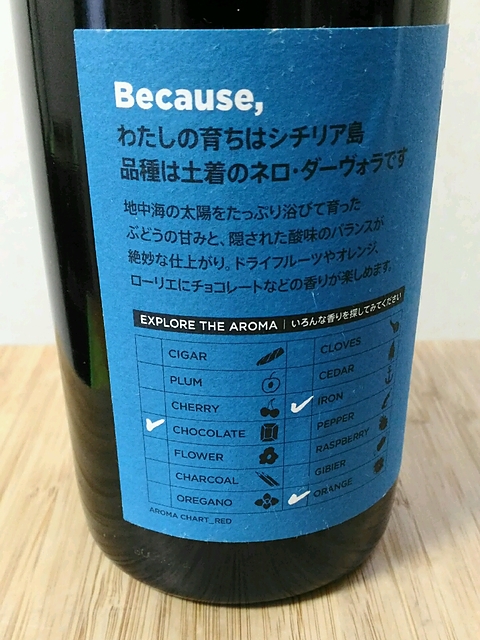 Because,
わたしの育ちはシチリア島
品種は土着のネロ・ダーヴォラです
地中海の太陽をたっぷり浴びて育った
ぶどうの甘みと、隠された酸味のバランスが
絶妙な仕上がり。ドライフルーツやオレンジ、
ローリエにチョコレートなどの香りが楽しめます。
EXPLORE THE AROMA | いろんな香りを探してみてください
CIGAR
PLUM
CHERRY
CHOCOLATE
FLOWER
CHARCOAL
OREGANO
CLOVES
CEDAR
IRON
PEPPER
RASPBERRY
GIBIER
ORANGE
AROMA CHART_RED